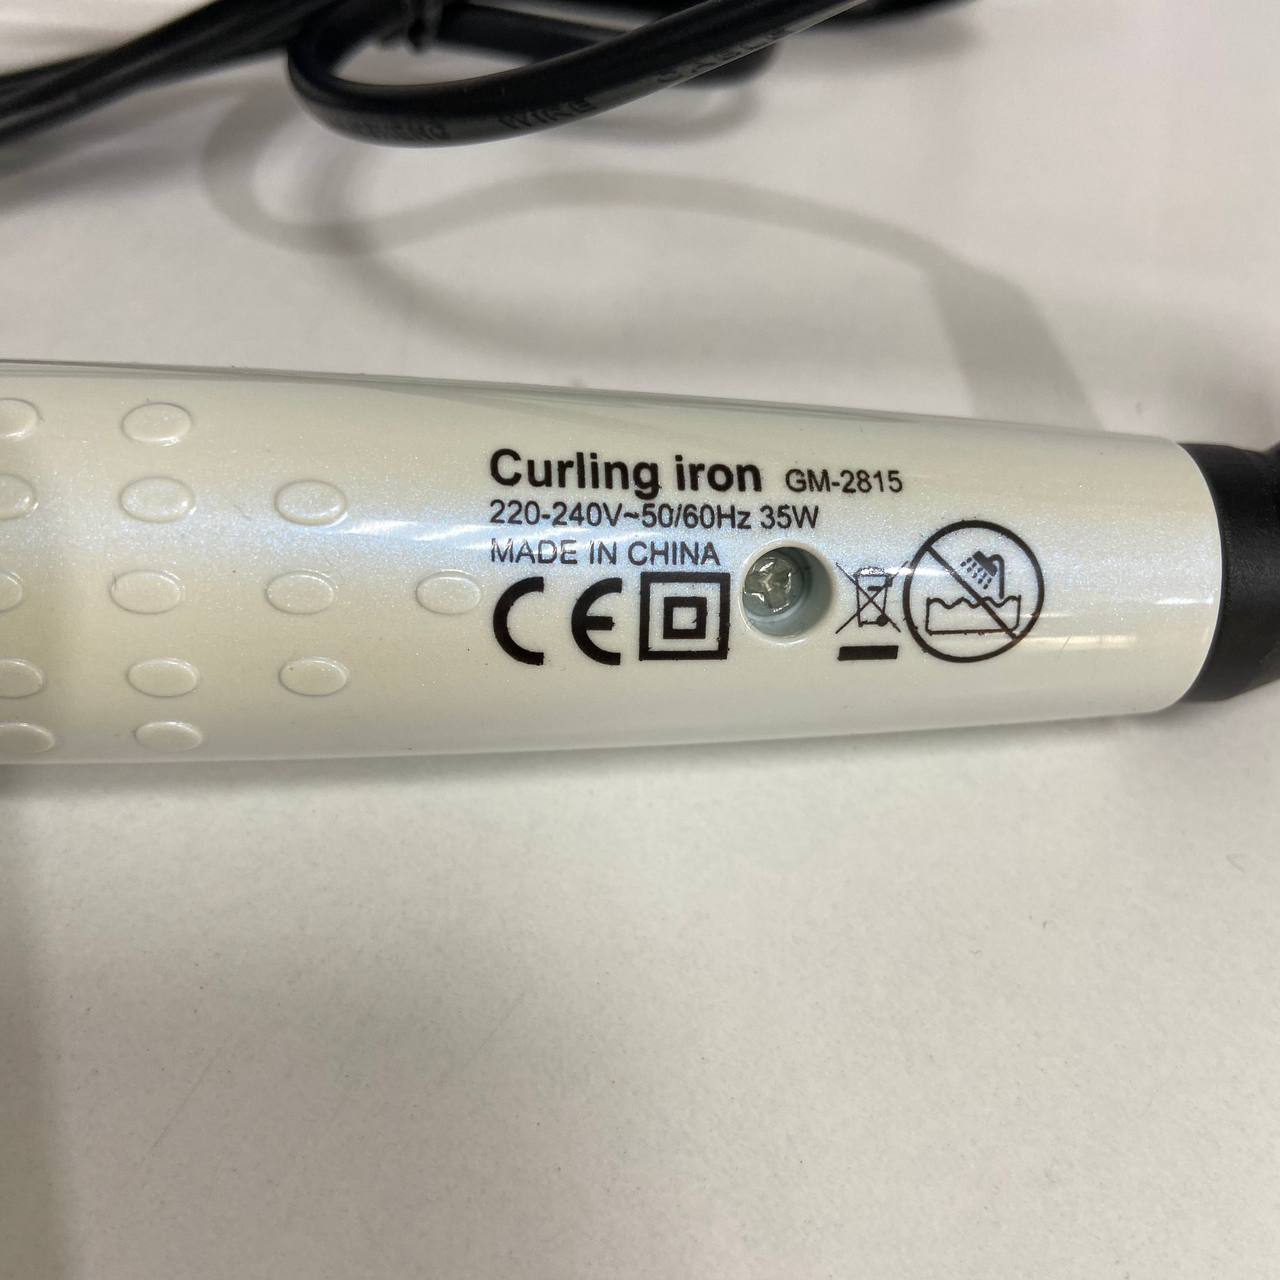 Curling iron GM-2815
220-240V~50/60Hz 35W
MADE IN CHINA
CE